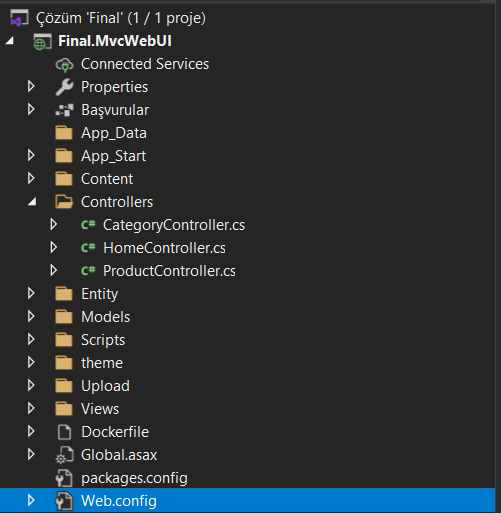 Çözüm 'Final' (1 / 1 proje)
Final.MvcWebUI
Connected Services
Properties
Başvurular
App_Data
App_Start
Content
Controllers
C# CategoryController.cs
C# HomeController.cs
C# ProductController.cs
Entity
Models
Scripts
theme
Upload
Views
Dockerfile
Global.asax
packages.config
Web.config